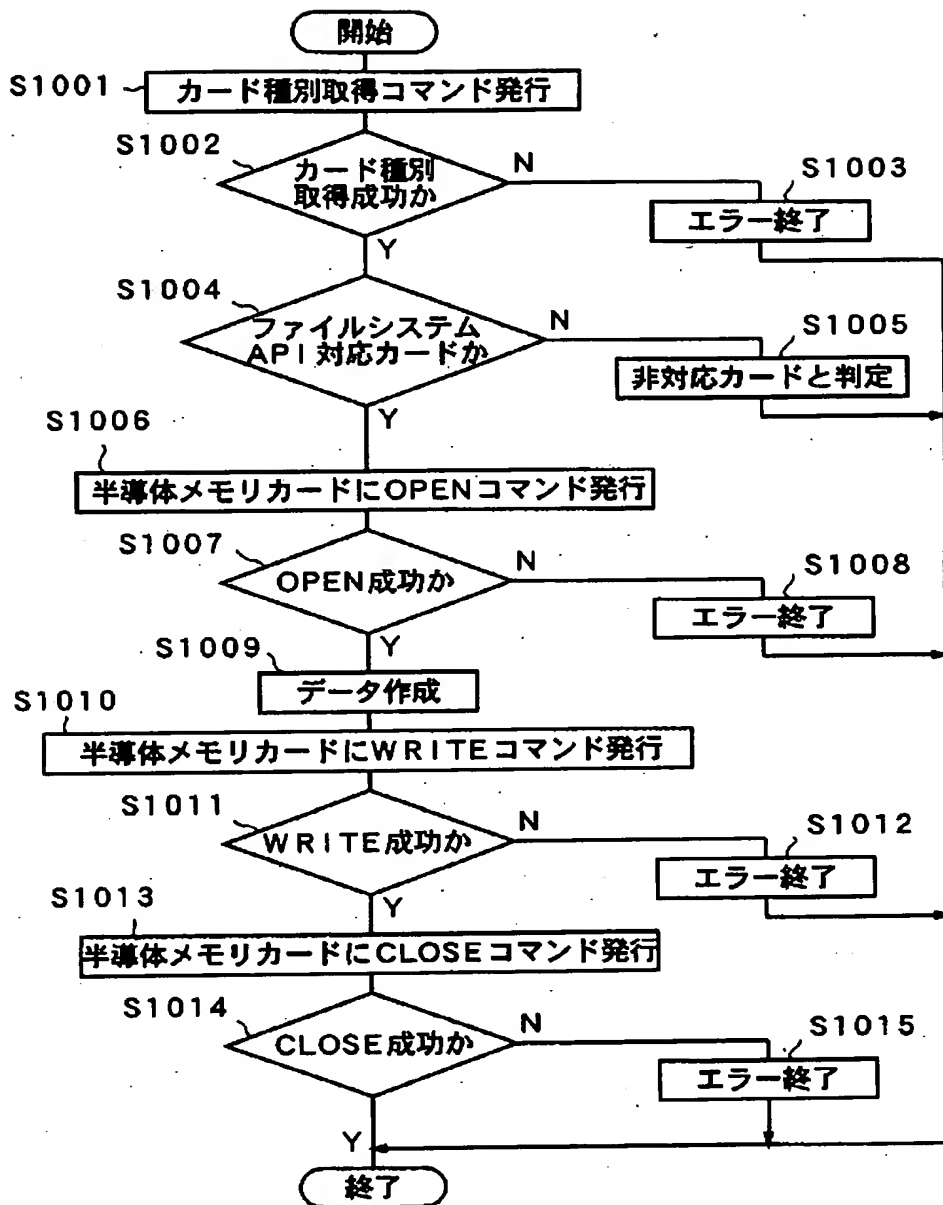 開始
S1001
カード種別取得コマンド発行
S1002
カード種別
取得成功か
N
S1003
エラー終了
Y
S1004
ファイルシステム
API対応カードか
N
S1005
非対応カードと判定
Y
S1006
半導体メモリカードにOPENコマンド発行
S1007
OPEN成功か
N
S1008
エラー終了
Y
S1009
データ作成
S1010
半導体メモリカードにWRITEコマンド発行
S1011
WRITE成功か
N
S1012
エラー終了
Y
S1013
半導体メモリカードにCLOSEコマンド発行
S1014
CLOSE成功か
N
S1015
エラー終了
Y
終了